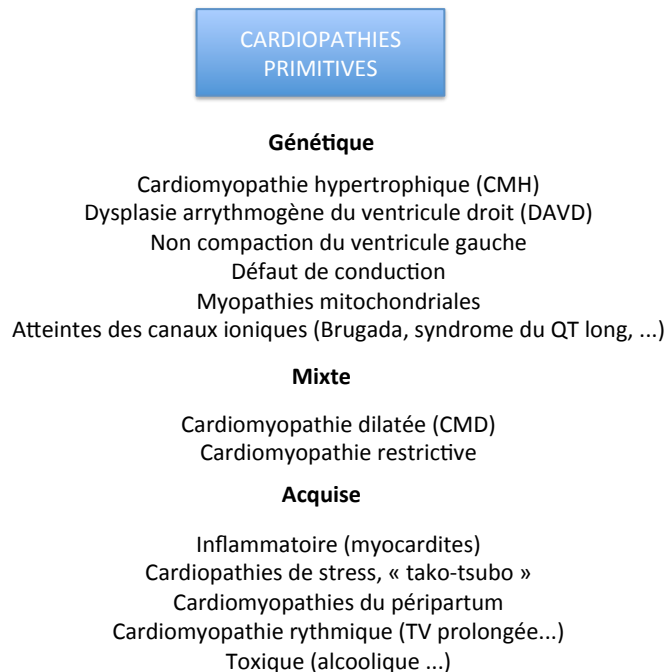 CARDIOPATHIES
PRIMITIVES
Génétique
Cardiomyopathie hypertrophique (CMH)
Dysplasie arrythmogène du ventricule droit (DAVD)
Non compaction du ventricule gauche
Défaut de conduction
Myopathies mitochondriales
Atteintes des canaux ioniques (Brugada, syndrome du QT long, ...)
Mixte
Cardiomyopathie dilatée (CMD)
Cardiomyopathie restrictive
Acquise
Inflammatoire (myocardites)
Cardiopathies de stress, « tako-tsubo »
Cardiomyopathies du péripartum
Cardiomyopathie rythmique (TV prolongée...)
Toxique (alcoolique ...)